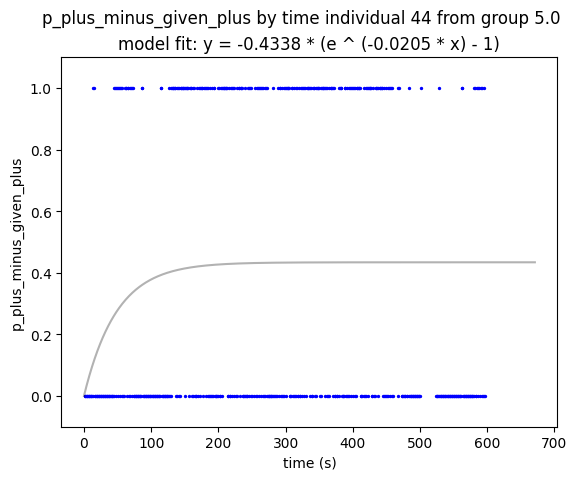 p_plus_minus_given_plus by time individual 44 from group 5.0
model fit: y = -0.4338 * (e ^ (-0.0205 * x) - 1)
1.0
0.8
0.6
0.4
0.2
0.0
p_plus_minus_given_plus
0 100 200 300 400 500 600 700
time (s)